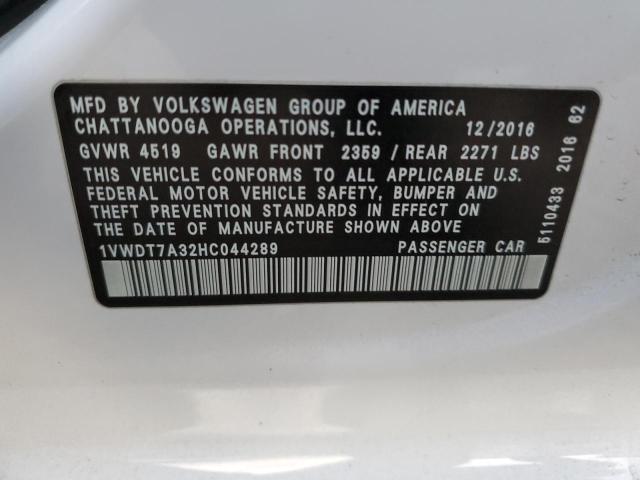 MFD BY VOLKSWAGEN GROUP OF AMERICA
CHATTANOOGA OPERATIONS, LLC. 12/2016
GVWR 4519 GAWR FRONT 2359 / REAR 2271 LBS
THIS VEHICLE CONFORMS TO ALL APPLICABLE U.S.
FEDERAL MOTOR VEHICLE SAFETY, BUMPER AND
THEFT PREVENTION STANDARDS IN EFFECT ON
THE DATE OF MANUFACTURE SHOWN ABOVE
1VWDT7A32HC044289 PASSENGER CAR
5110433 2016 62